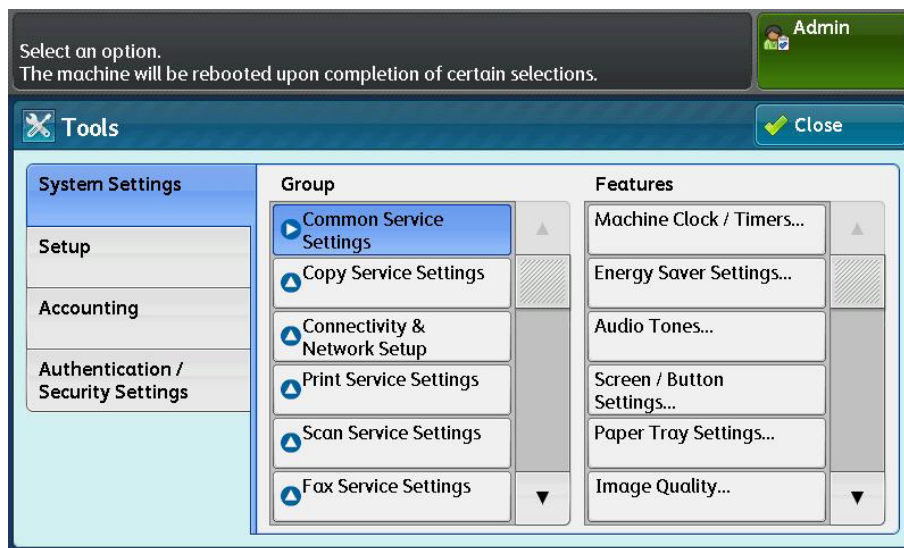 Select an option.
The machine will be rebooted upon completion of certain selections.
Admin
Tools
Close
System Settings
Setup
Accounting
Authentication /
Security Settings
Group
Common Service
Settings
Copy Service Settings
Connectivity &
Network Setup
Print Service Settings
Scan Service Settings
Fax Service Settings
Features
Machine Clock / Timers...
Energy Saver Settings...
Audio Tones...
Screen / Button
Settings...
Paper Tray Settings...
Image Quality...